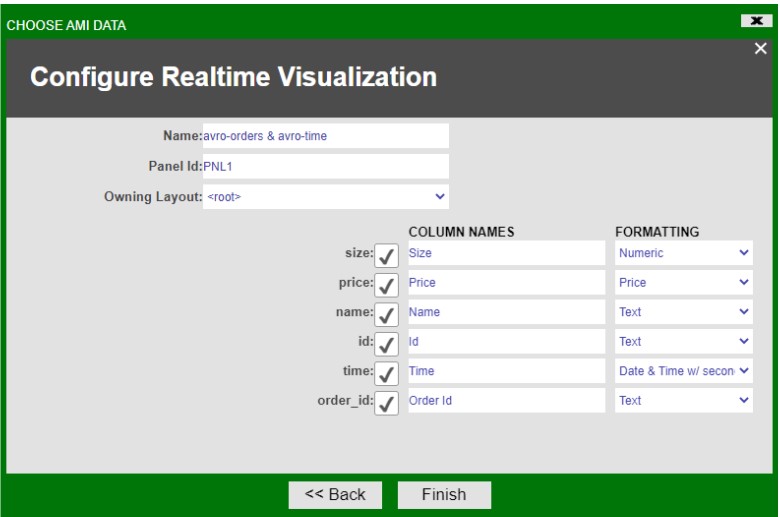 CHOOSE AMI DATA
Configure Realtime Visualization
Name: avro-orders & avro-time
Panel Id: PNL1
Owning Layout: <root>
COLUMN NAMES FORMATTING
size: Size Numeric
price: Price Price
name: Name Text
id: Id Text
time: Time Date & Time w/ secon
order_id: Order Id Text
<< Back Finish